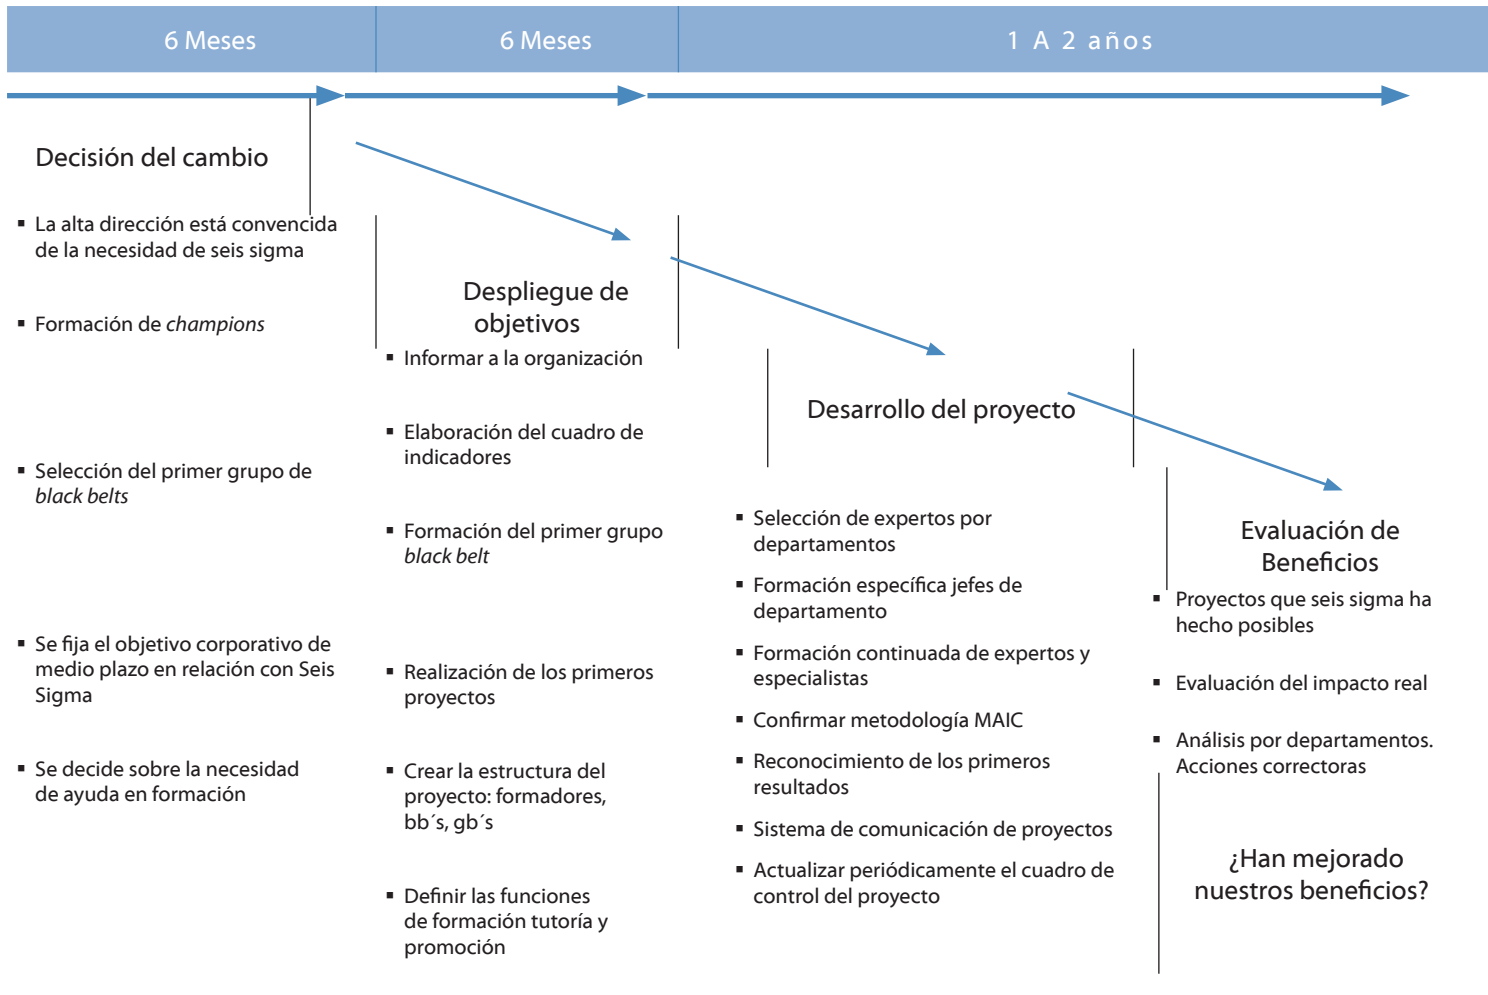 6 Meses
6 Meses
1 A 2 años
Decisión del cambio
▪ La alta dirección está convencida
de la necesidad de seis sigma
▪ Formación de champions
▪ Selección del primer grupo de
black belts
▪ Se fija el objetivo corporativo de
medio plazo en relación con Seis
Sigma
▪ Se decide sobre la necesidad
de ayuda en formación
Despliegue de
objetivos
▪ Informar a la organización
▪ Elaboración del cuadro de
indicadores
▪ Formación del primer grupo
black belt
▪ Realización de los primeros
proyectos
▪ Crear la estructura del
proyecto: formadores,
bb´s, gb´s
▪ Definir las funciones
de formación tutoría y
promoción
Desarrollo del proyecto
▪ Selección de expertos por
departamentos
▪ Formación específica jefes de
departamento
▪ Formación continuada de expertos y
especialistas
▪ Confirmar metodología MAIC
▪ Reconocimiento de los primeros
resultados
▪ Sistema de comunicación de proyectos
▪ Actualizar periódicamente el cuadro de
control del proyecto
Evaluación de
Beneficios
▪ Proyectos que seis sigma ha
hecho posibles
▪ Evaluación del impacto real
▪ Análisis por departamentos.
Acciones correctoras
¿Han mejorado
nuestros beneficios?